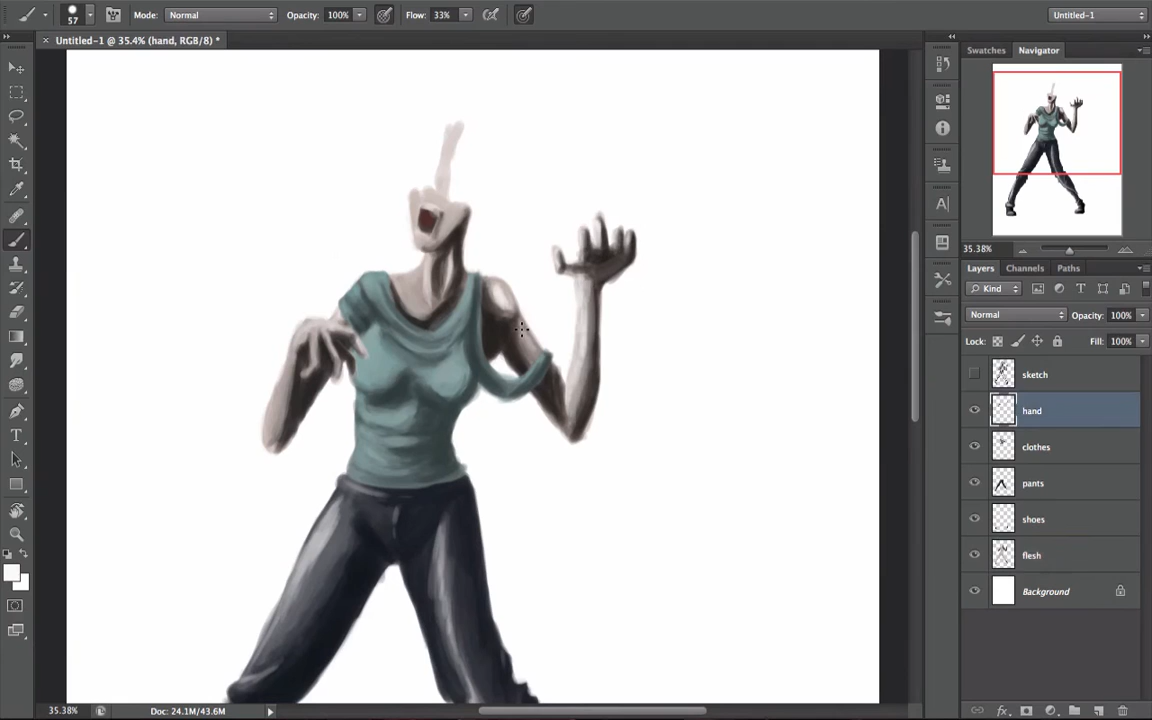 57 Mode: Normal Opacity: 100% Flow: 33% Untitled-1
× Untitled-1 @ 35.4% (hand, RGB/8) *
Swatches Navigator
35.38%
Layers Channels Paths
Kind
Normal Opacity: 100%
Lock: Fill: 100%
sketch
hand
clothes
pants
shoes
flesh
Background
35.38% Doc: 24.1M/43.6M